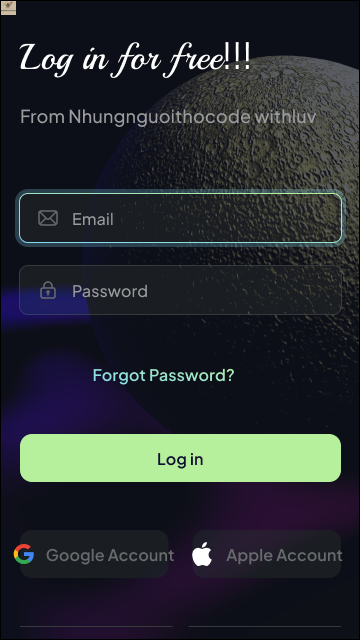 Log in for free!!!
From Nhungnguoithocode withluv
Email
Password
Forgot Password?
Log in
Google Account
Apple Account